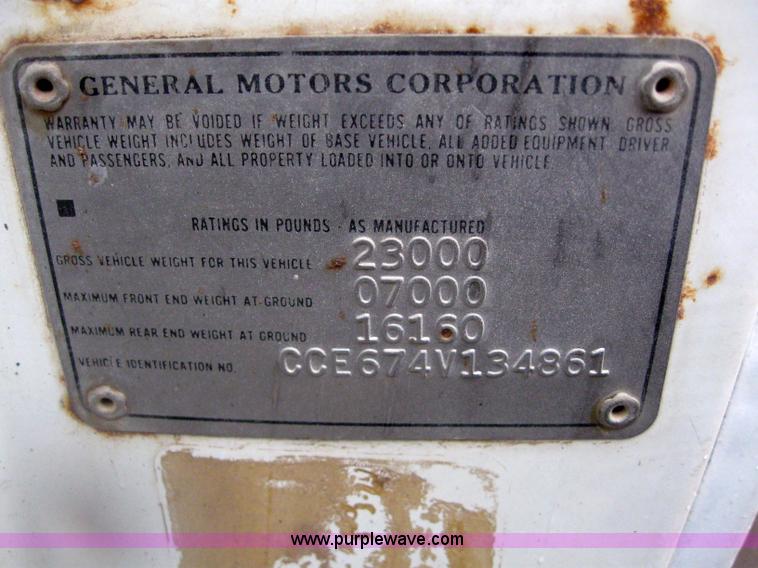 GENERAL MOTORS CORPORATION
WARRANTY MAY BE VOIDED IF WEIGHT EXCEEDS ANY OF RATINGS SHOWN. GROSS
VEHICLE WEIGHT INCLUDES WEIGHT OF BASE VEHICLE, ALL ADDED EQUIPMENT, DRIVER
AND PASSENGERS, AND ALL PROPERTY LOADED INTO OR ONTO VEHICLE.
RATINGS IN POUNDS - AS MANUFACTURED
GROSS VEHICLE WEIGHT FOR THIS VEHICLE 23000
MAXIMUM FRONT END WEIGHT AT GROUND 07000
MAXIMUM REAR END WEIGHT AT GROUND 16160
VEHICLE IDENTIFICATION NO. CCE674V134861
www.purplewave.com